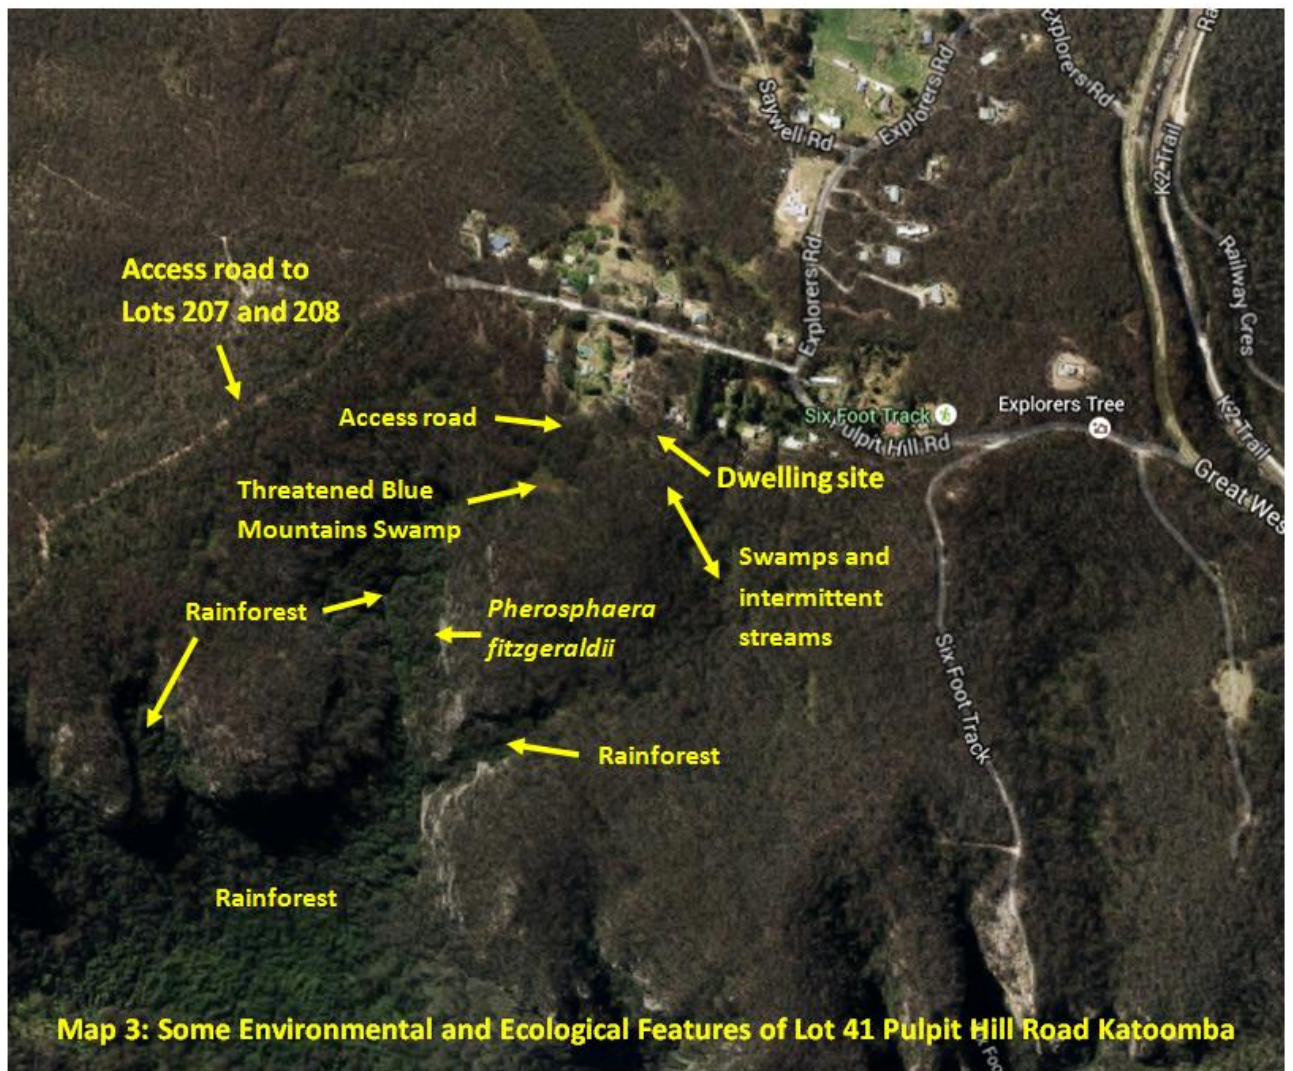 Explorers Rd
Ra
Saywell Rd
Explorers Rd
K2 Trail
Explorers Rd
Railway Cres
Access road to
Lots 207 and 208
Access road
Six Foot Track
Explorers Tree
Pulpit Hill Rd
K2 Trail
Great Wes
Dwelling site
Threatened Blue
Mountains Swamp
Swamps and
intermittent
streams
Rainforest
Pherosphaera
fitzgeraldii
Six Foot Track
Rainforest
Rainforest
Map 3: Some Environmental and Ecological Features of Lot 41 Pulpit Hill Road Katoomba
x Foo